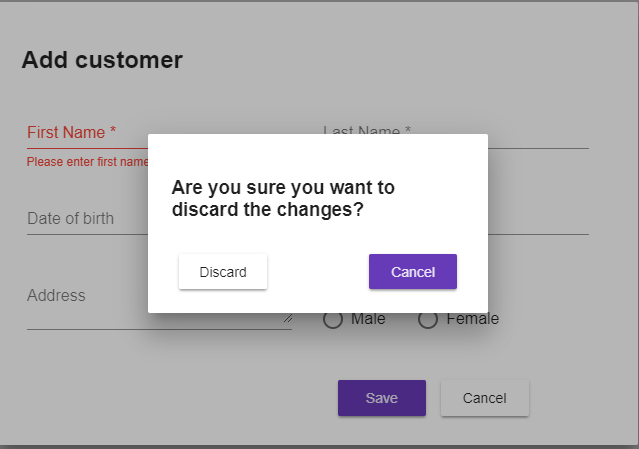 Add customer
First Name *
Last Name *
Please enter first name
Are you sure you want to
discard the changes?
Date of birth
Discard
Cancel
Address
Male
Female
Save
Cancel